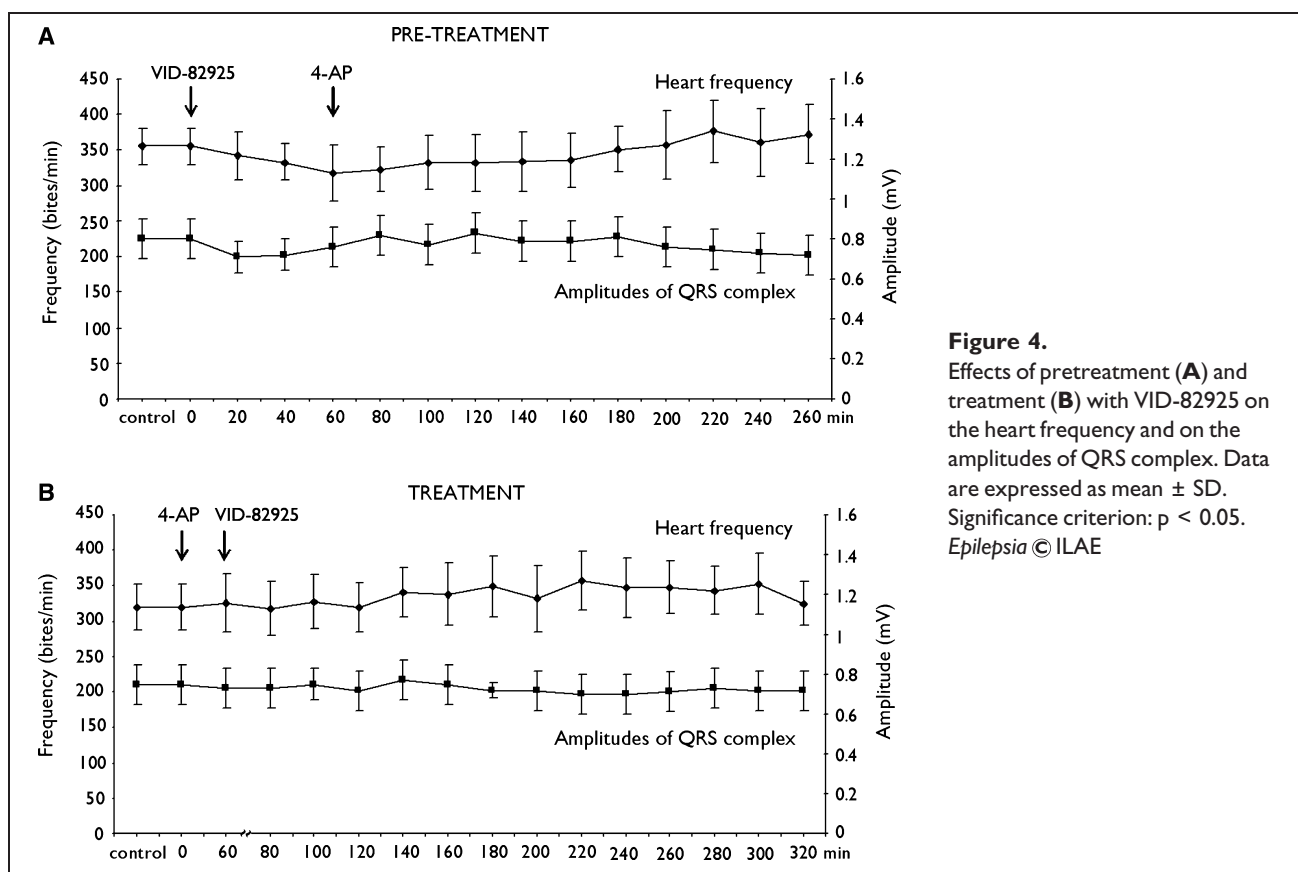 A
PRE-TREATMENT
VID-82925
4-AP
Heart frequency
Amplitudes of QRS complex
Frequency (bites/min)
450
400
350
300
250
200
150
100
50
0
Amplitude (mV)
1.6
1.4
1.2
1
0.8
0.6
0.4
0.2
0
control 0 20 40 60 80 100 120 140 160 180 200 220 240 260 min
B
TREATMENT
4-AP VID-82925
Heart frequency
Amplitudes of QRS complex
Frequency (bites/min)
450
400
350
300
250
200
150
100
50
0
Amplitude (mV)
1.6
1.4
1.2
1
0.8
0.6
0.4
0.2
0
control 0 60 80 100 120 140 160 180 200 220 240 260 280 300 320 min
Figure 4.
Effects of pretreatment (A) and
treatment (B) with VID-82925 on
the heart frequency and on the
amplitudes of QRS complex. Data
are expressed as mean ± SD.
Significance criterion: p < 0.05.
Epilepsia © ILAE